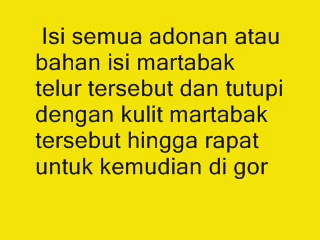 Isi semua adonan atau
bahan isi martabak
telur tersebut dan tutupi
dengan kulit martabak
tersebut hingga rapat
untuk kemudian di gor